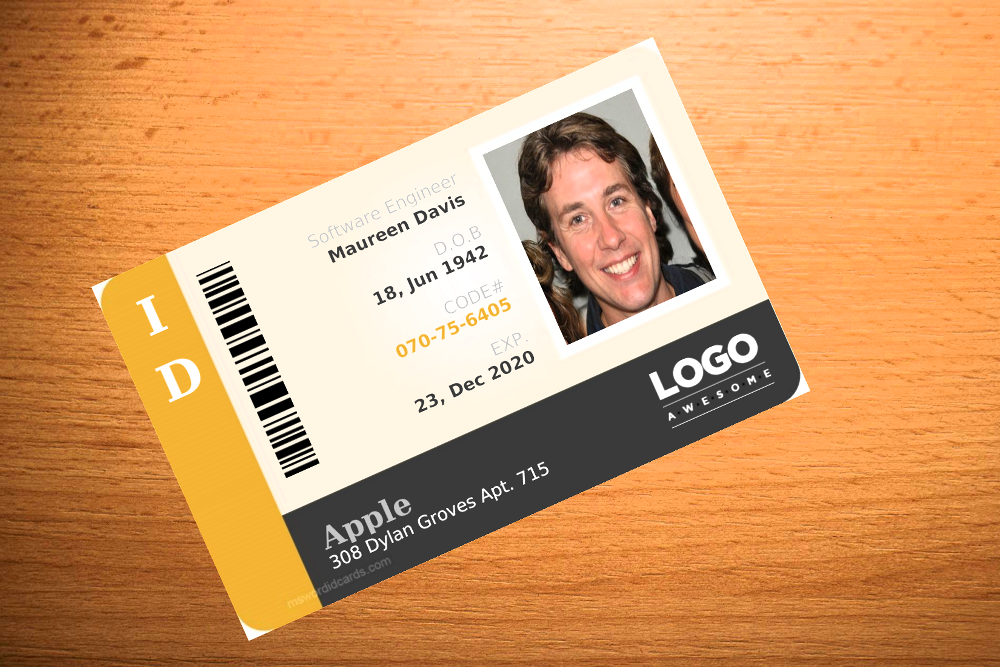 I
D
Software Engineer
Maureen Davis
D.O.B
18, Jun 1942
CODE#
070-75-6405
EXP.
23, Dec 2020
LOGO
A·W·E·S·O·M·E
Apple
308 Dylan Groves Apt. 715
mswordidcards.com